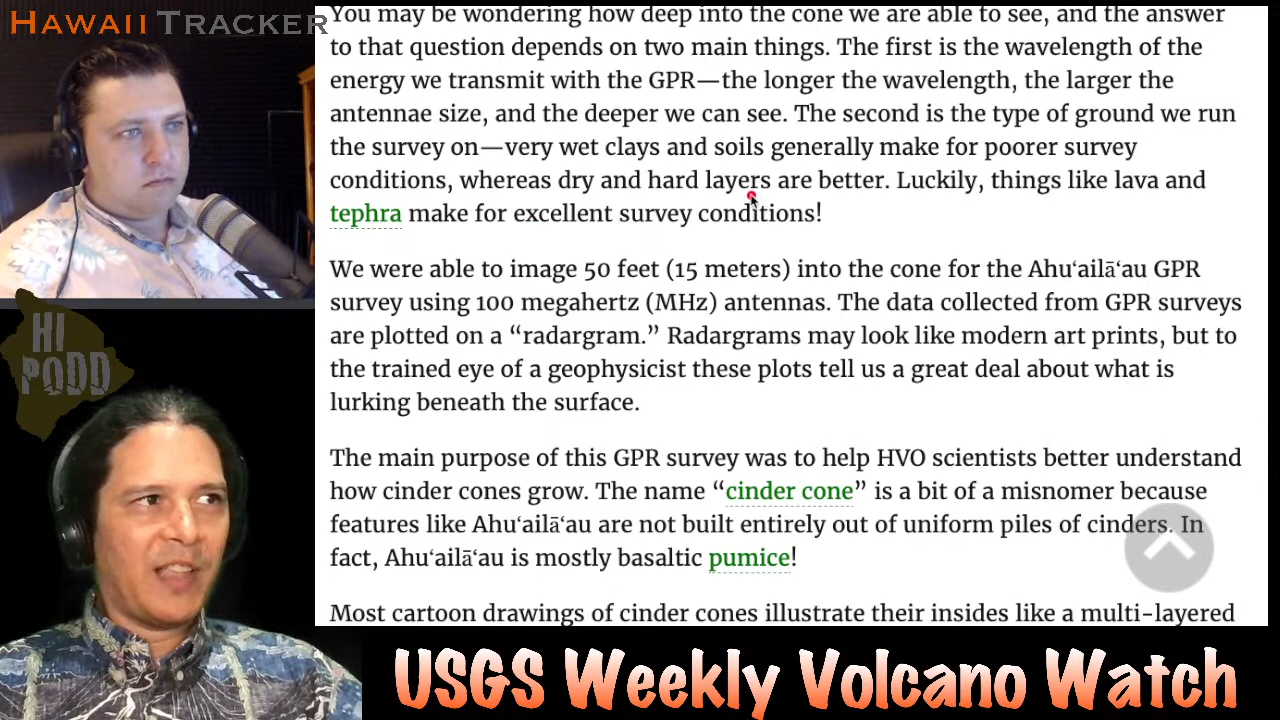 HAWAII TRACKER
You may be wondering how deep into the cone we are able to see, and the answer
to that question depends on two main things. The first is the wavelength of the
energy we transmit with the GPR—the longer the wavelength, the larger the
antennae size, and the deeper we can see. The second is the type of ground we run
the survey on—very wet clays and soils generally make for poorer survey
conditions, whereas dry and hard layers are better. Luckily, things like lava and
tephra make for excellent survey conditions!
We were able to image 50 feet (15 meters) into the cone for the Ahuʻailāʻau GPR
survey using 100 megahertz (MHz) antennas. The data collected from GPR surveys
are plotted on a “radargram.” Radargrams may look like modern art prints, but to
the trained eye of a geophysicist these plots tell us a great deal about what is
lurking beneath the surface.
The main purpose of this GPR survey was to help HVO scientists better understand
how cinder cones grow. The name “cinder cone” is a bit of a misnomer because
features like Ahuʻailāʻau are not built entirely out of uniform piles of cinders. In
fact, Ahuʻailāʻau is mostly basaltic pumice!
Most cartoon drawings of cinder cones illustrate their insides like a multi-layered
HI
PODD
USGS Weekly Volcano Watch